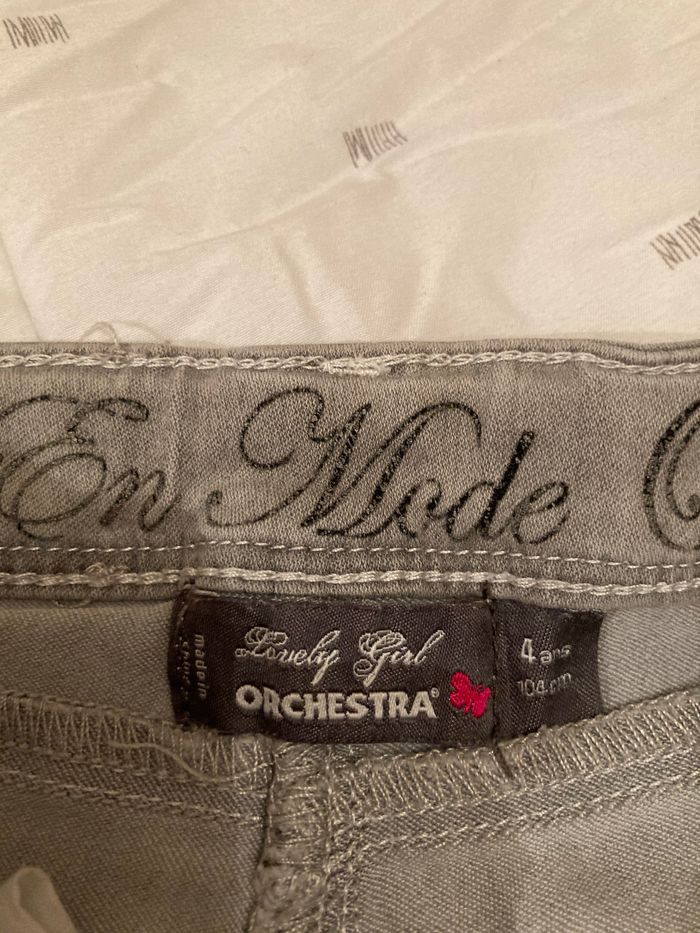 En Mode
Lovely Girl
ORCHESTRA®
made in
4 ans
104 cm